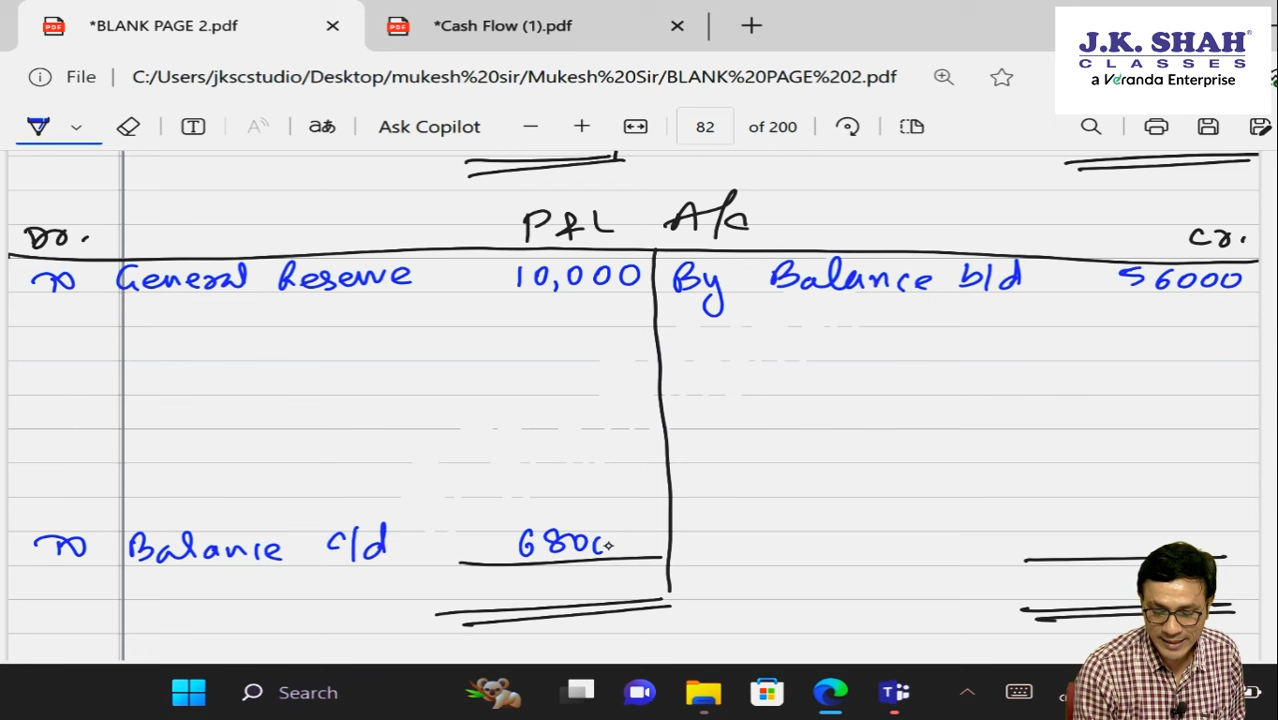 *BLANK PAGE 2.pdf
*Cash Flow (1).pdf
J.K. SHAH
CLASSES
a Veranda Enterprise
File
C:/Users/jkscstudio/Desktop/mukesh%20sir/Mukesh%20Sir/BLANK%20PAGE%202.pdf
Ask Copilot
82 of 200
Dr. P&L A/c Cr.
To General Reserve 10,000 By Balance b/d 56000
To Balance c/d 680
Search